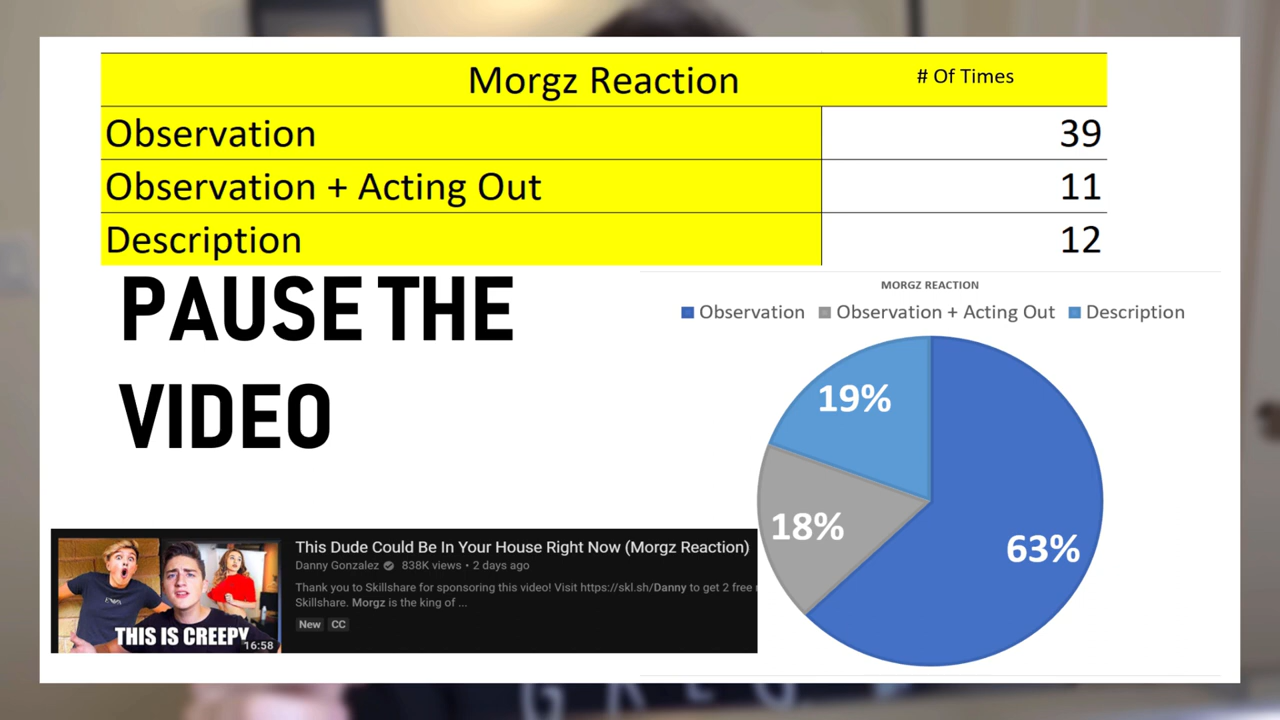 Morgz Reaction # Of Times
Observation 39
Observation + Acting Out 11
Description 12
PAUSE THE
VIDEO
MORGZ REACTION
Observation Observation + Acting Out Description
19%
18%
63%
This Dude Could Be In Your House Right Now (Morgz Reaction)
Danny Gonzalez 838K views • 2 days ago
Thank you to Skillshare for sponsoring this video! Visit https://skl.sh/Danny to get 2 free
Skillshare. Morgz is the king of ...
New CC
THIS IS CREEPY
16:58